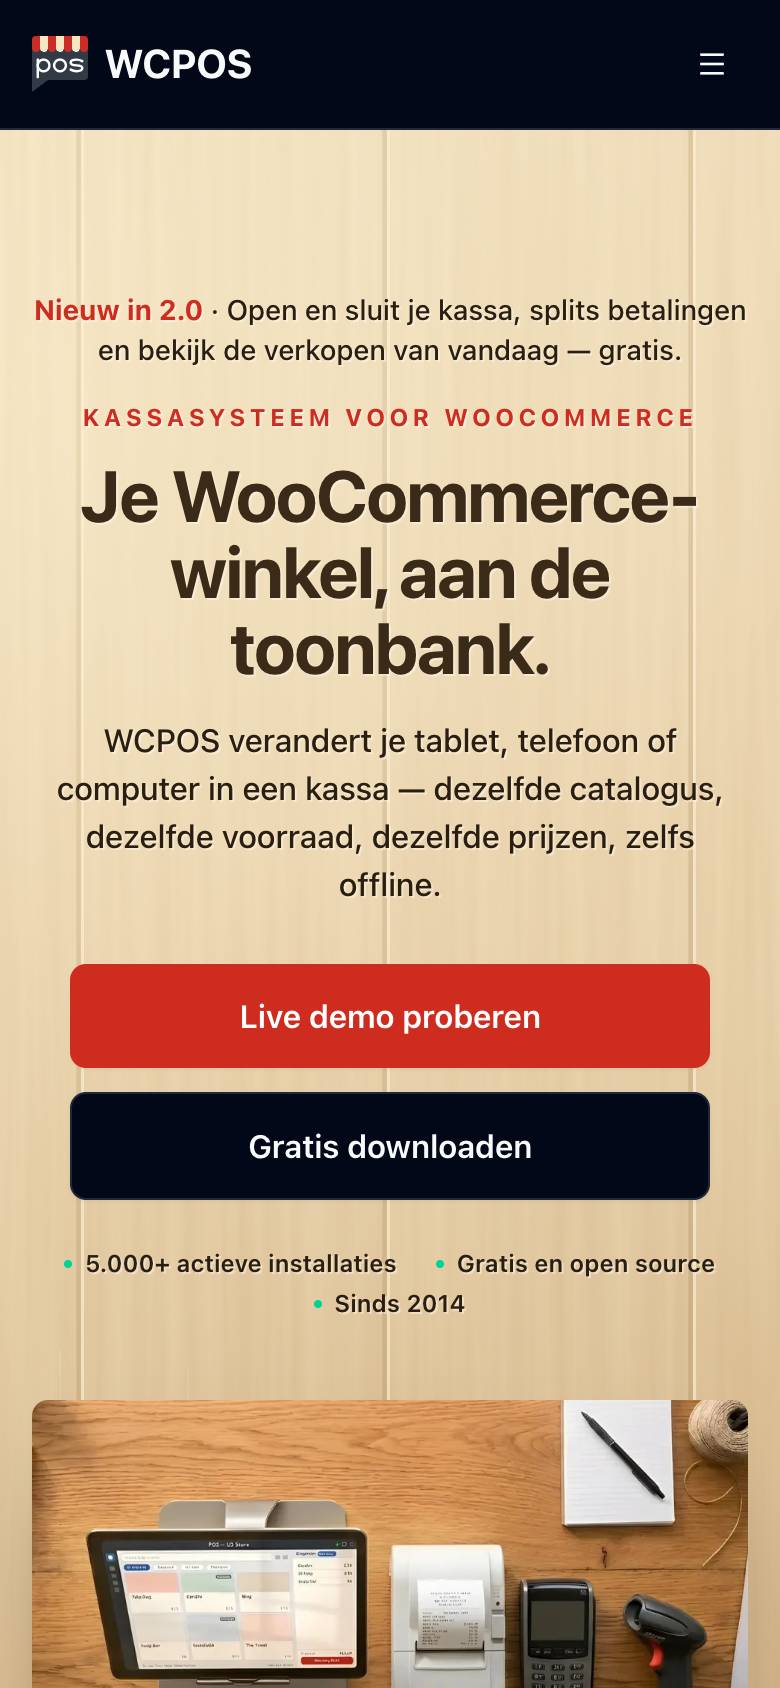 pos WCPOS
Nieuw in 2.0 · Open en sluit je kassa, splits betalingen
en bekijk de verkopen van vandaag — gratis.
KASSASYSTEEM VOOR WOOCOMMERCE
Je WooCommerce-
winkel, aan de
toonbank.
WCPOS verandert je tablet, telefoon of
computer in een kassa — dezelfde catalogus,
dezelfde voorraad, dezelfde prijzen, zelfs
offline.
Live demo proberen
Gratis downloaden
5.000+ actieve installaties
Gratis en open source
Sinds 2014